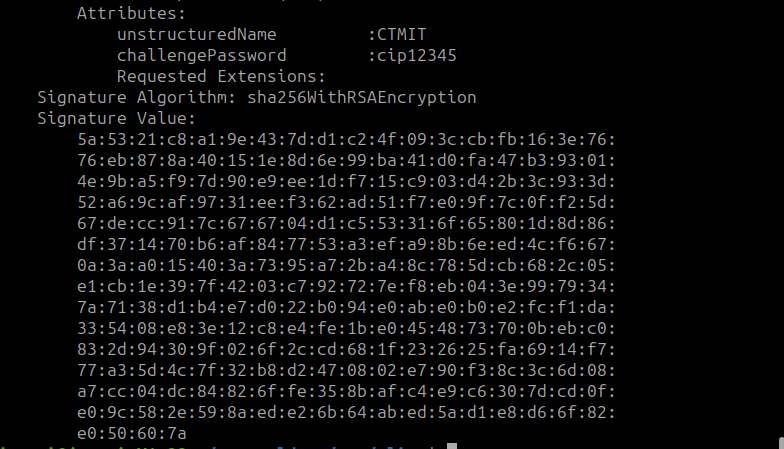 Attributes:
unstructuredName :CTMIT
challengePassword :cip12345
Requested Extensions:
Signature Algorithm: sha256WithRSAEncryption
Signature Value:
5a:53:21:c8:a1:9e:43:7d:d1:c2:4f:09:3c:cb:fb:16:3e:76:
76:eb:87:8a:40:15:1e:8d:6e:99:ba:41:d0:fa:47:b3:93:01:
4e:9b:a5:f9:7d:90:e9:ee:1d:f7:15:c9:03:d4:2b:3c:93:3d:
52:a6:9c:af:97:31:ee:f3:62:ad:51:f7:e0:9f:7c:0f:f2:5d:
67:de:cc:91:7c:67:67:04:d1:c5:53:31:6f:65:80:1d:8d:86:
df:37:14:70:b6:af:84:77:53:a3:ef:a9:8b:6e:ed:4c:f6:67:
0a:3a:a0:15:40:3a:73:95:a7:2b:a4:8c:78:5d:cb:68:2c:05:
e1:cb:1e:39:7f:42:03:c7:92:72:7e:f8:eb:04:3e:99:79:34:
7a:71:38:d1:b4:e7:d0:22:b0:94:e0:ab:e0:b0:e2:fc:f1:da:
33:54:08:e8:3e:12:c8:e4:fe:1b:e0:45:48:73:70:0b:eb:c0:
83:2d:94:30:9f:02:6f:2c:cd:68:1f:23:26:25:fa:69:14:f7:
77:a3:5d:4c:7f:32:b8:d2:47:08:02:e7:90:f3:8c:3c:6d:08:
a7:cc:04:dc:84:82:6f:fe:35:8b:af:c4:e9:c6:30:7d:cd:0f:
e0:9c:58:2e:59:8a:ed:e2:6b:64:ab:ed:5a:d1:e8:d6:6f:82:
e0:50:60:7a